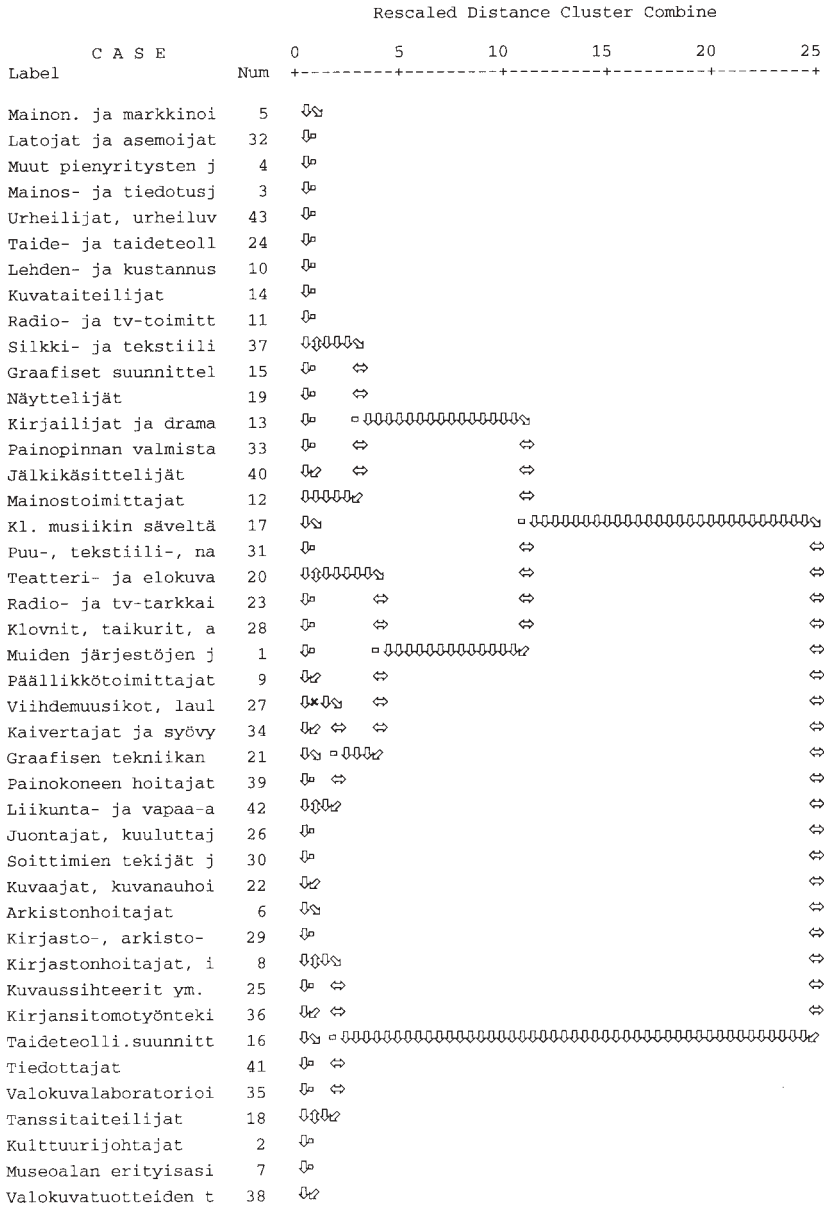 Rescaled Distance Cluster Combine
C A S E 0 5 10 15 20 25
Label Num +---------+---------+---------+---------+---------+
Mainon. ja markkinoi 5
Latojat ja asemoijat 32
Muut pienyritysten j 4
Mainos- ja tiedotusj 3
Urheilijat, urheiluv 43
Taide- ja taideteoll 24
Lehden- ja kustannus 10
Kuvataiteilijat 14
Radio- ja tv-toimitt 11
Silkki- ja tekstiili 37
Graafiset suunnittel 15
Näyttelijät 19
Kirjailijat ja drama 13
Painopinnan valmista 33
Jälkikäsittelijät 40
Mainostoimittajat 12
Kl. musiikin säveltä 17
Puu-, tekstiili-, na 31
Teatteri- ja elokuva 20
Radio- ja tv-tarkkai 23
Klovnit, taikurit, a 28
Muiden järjestöjen j 1
Päällikkötoimittajat 9
Viihdemuusikot, laul 27
Kaivertajat ja syövy 34
Graafisen tekniikan 21
Painokoneen hoitajat 39
Liikunta- ja vapaa-a 42
Juontajat, kuuluttaj 26
Soittimien tekijät j 30
Kuvaajat, kuvanauhoi 22
Arkistonhoitajat 6
Kirjasto-, arkisto- 29
Kirjastonhoitajat, i 8
Kuvaussihteerit ym. 25
Kirjansitomotyönteki 36
Taideteolli.suunnitt 16
Tiedottajat 41
Valokuvalaboratorioi 35
Tanssitaiteilijat 18
Kulttuurijohtajat 2
Museoalan erityisasi 7
Valokuvatuotteiden t 38